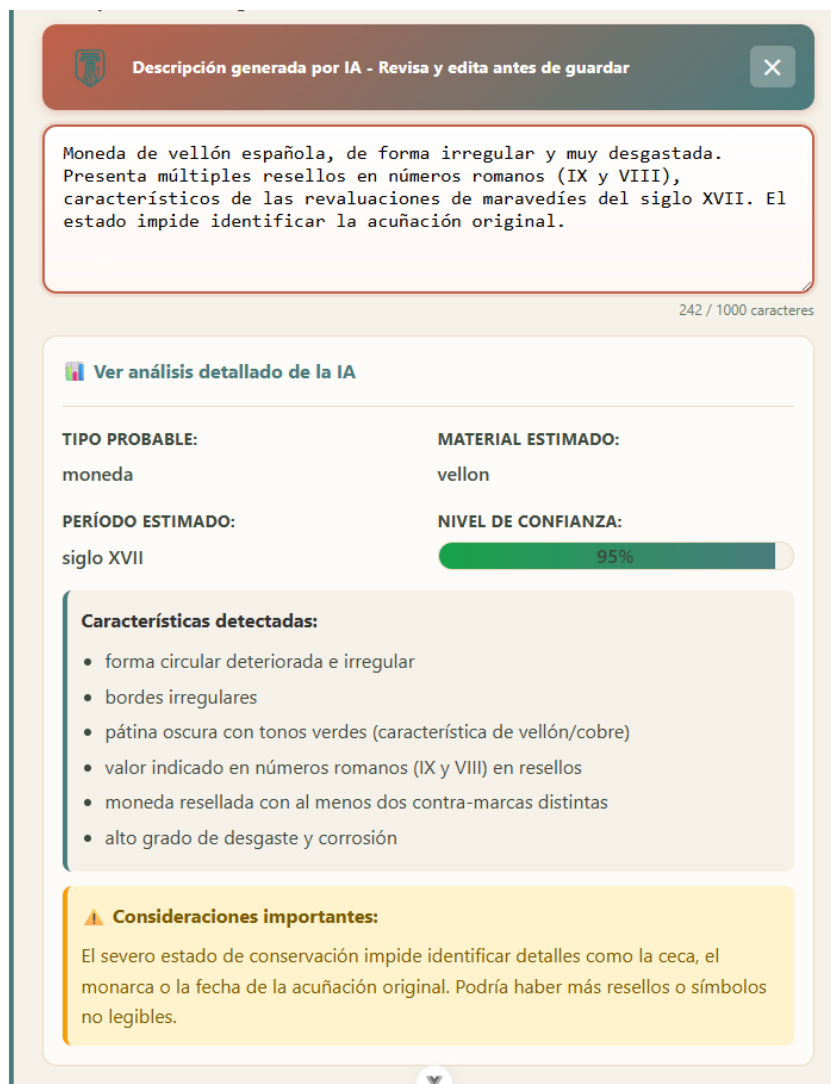 Descripción generada por IA - Revisa y edita antes de guardar
Moneda de vellón española, de forma irregular y muy desgastada.
Presenta múltiples resellos en números romanos (IX y VIII),
característicos de las revaluaciones de maravedíes del siglo XVII. El
estado impide identificar la acuñación original.
242 / 1000 caracteres
Ver análisis detallado de la IA
TIPO PROBABLE:
moneda
MATERIAL ESTIMADO:
vellon
PERÍODO ESTIMADO:
siglo XVII
NIVEL DE CONFIANZA:
95%
Características detectadas:
• forma circular deteriorada e irregular
• bordes irregulares
• pátina oscura con tonos verdes (característica de vellón/cobre)
• valor indicado en números romanos (IX y VIII) en resellos
• moneda resellada con al menos dos contra-marcas distintas
• alto grado de desgaste y corrosión
Consideraciones importantes:
El severo estado de conservación impide identificar detalles como la ceca, el
monarca o la fecha de la acuñación original. Podría haber más resellos o símbolos
no legibles.